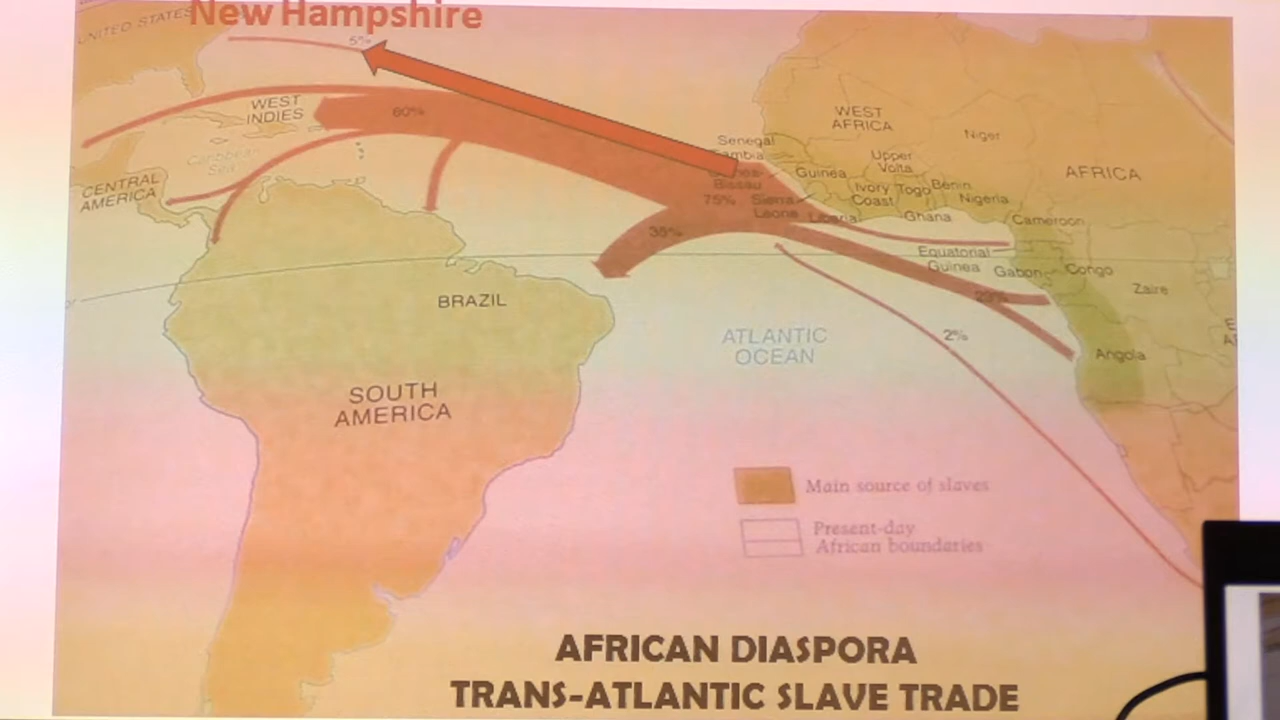 New Hampshire
UNITED STATES
5%
WEST
INDIES
60%
WEST
AFRICA
Niger
Senegal
Upper
Volta
AFRICA
Guinea
Bissau
CENTRAL
AMERICA
Caribbean
Sea
75%
Sierra
Leone
Ivory
Coast
Togo
Benin
Nigeria
Liberia
Ghana
Cameroon
35%
Equatorial
Guinea
Gabon
Congo
Zaire
BRAZIL
2%
ATLANTIC
OCEAN
Angola
SOUTH
AMERICA
Main source of slaves
Present-day
African boundaries
AFRICAN DIASPORA
TRANS-ATLANTIC SLAVE TRADE